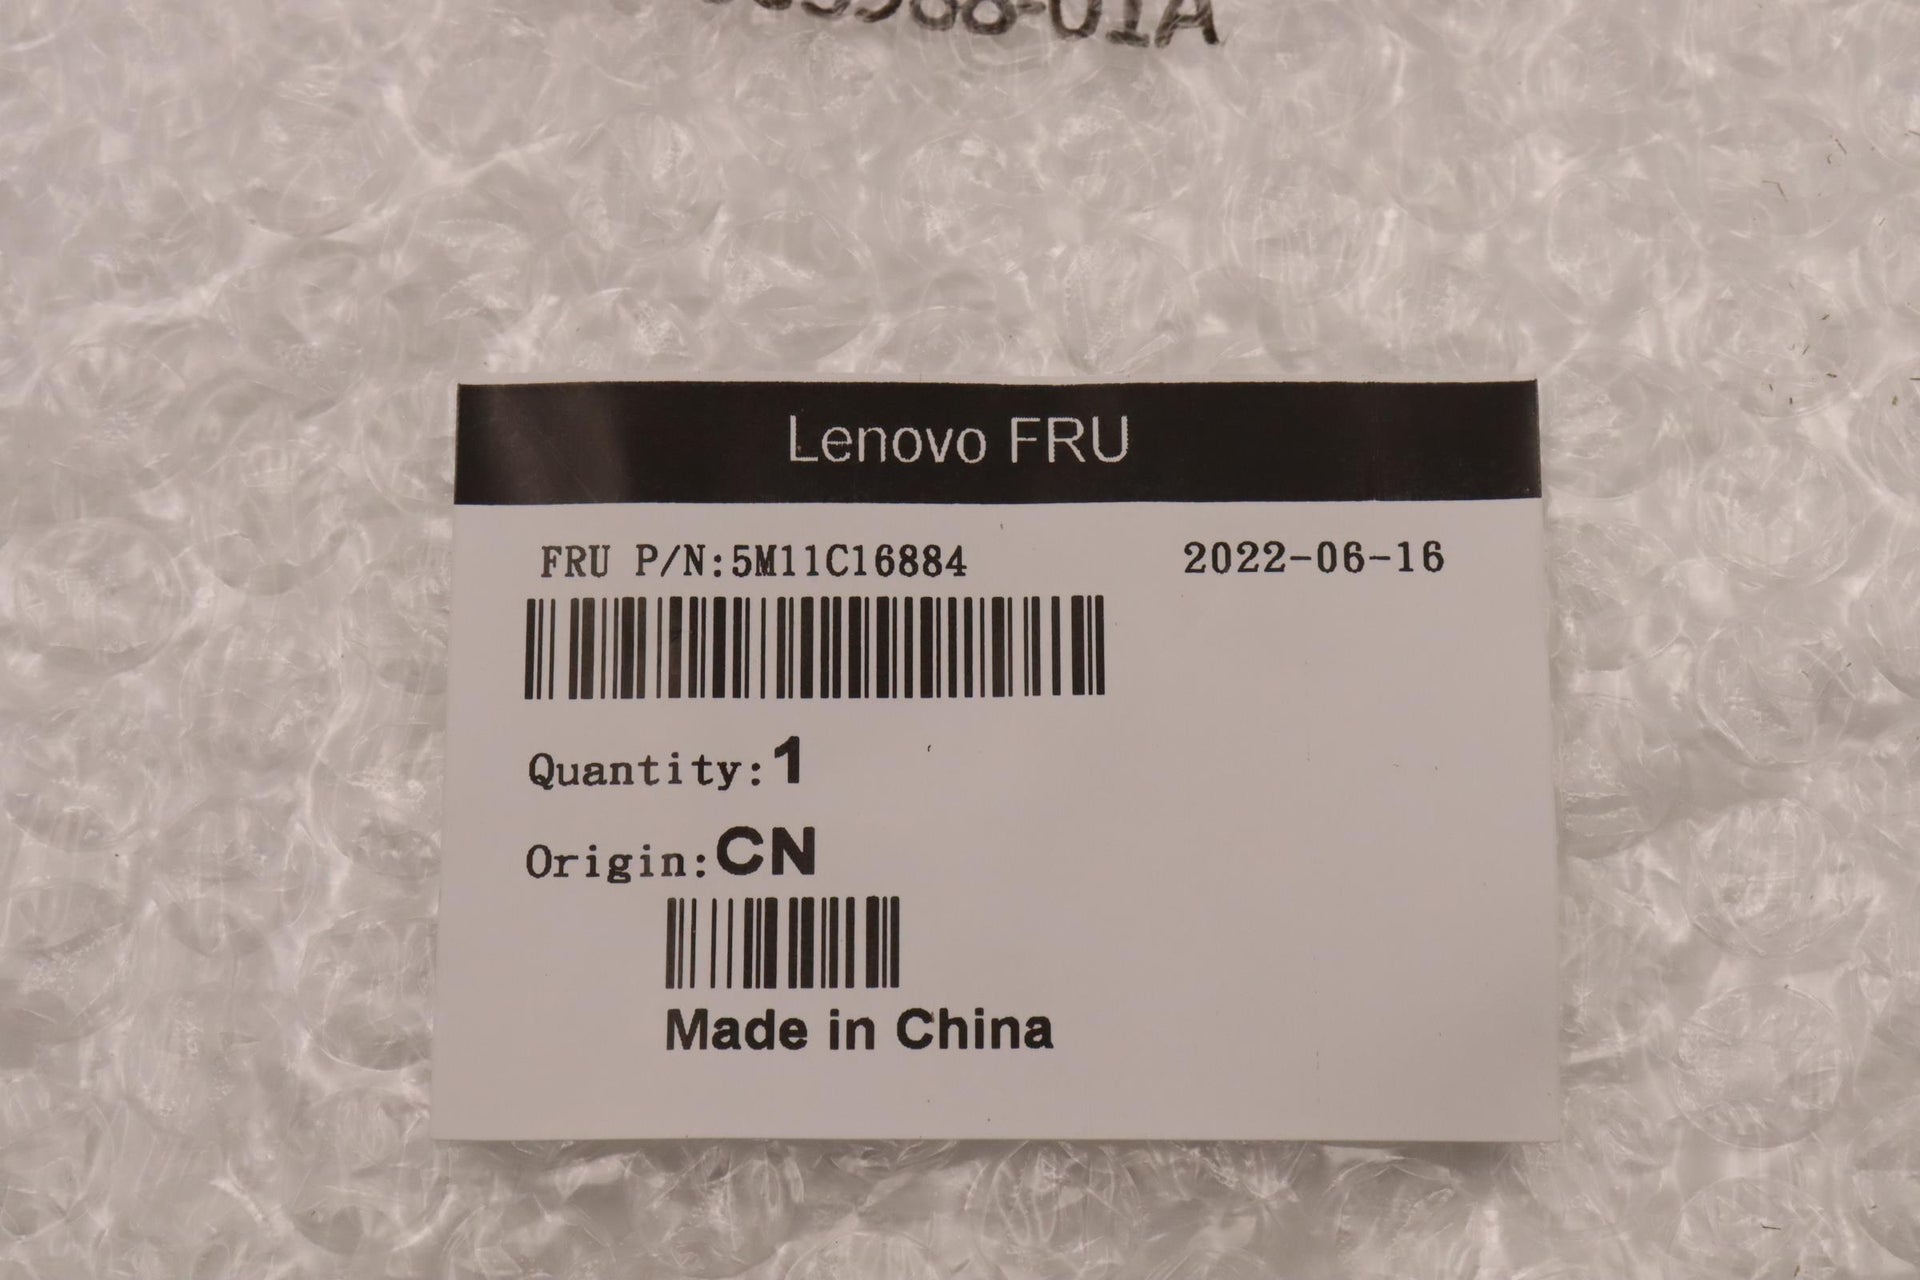 Lenovo FRU
FRU P/N:5M11C16884
2022-06-16
Quantity:1
Origin:CN
Made in China